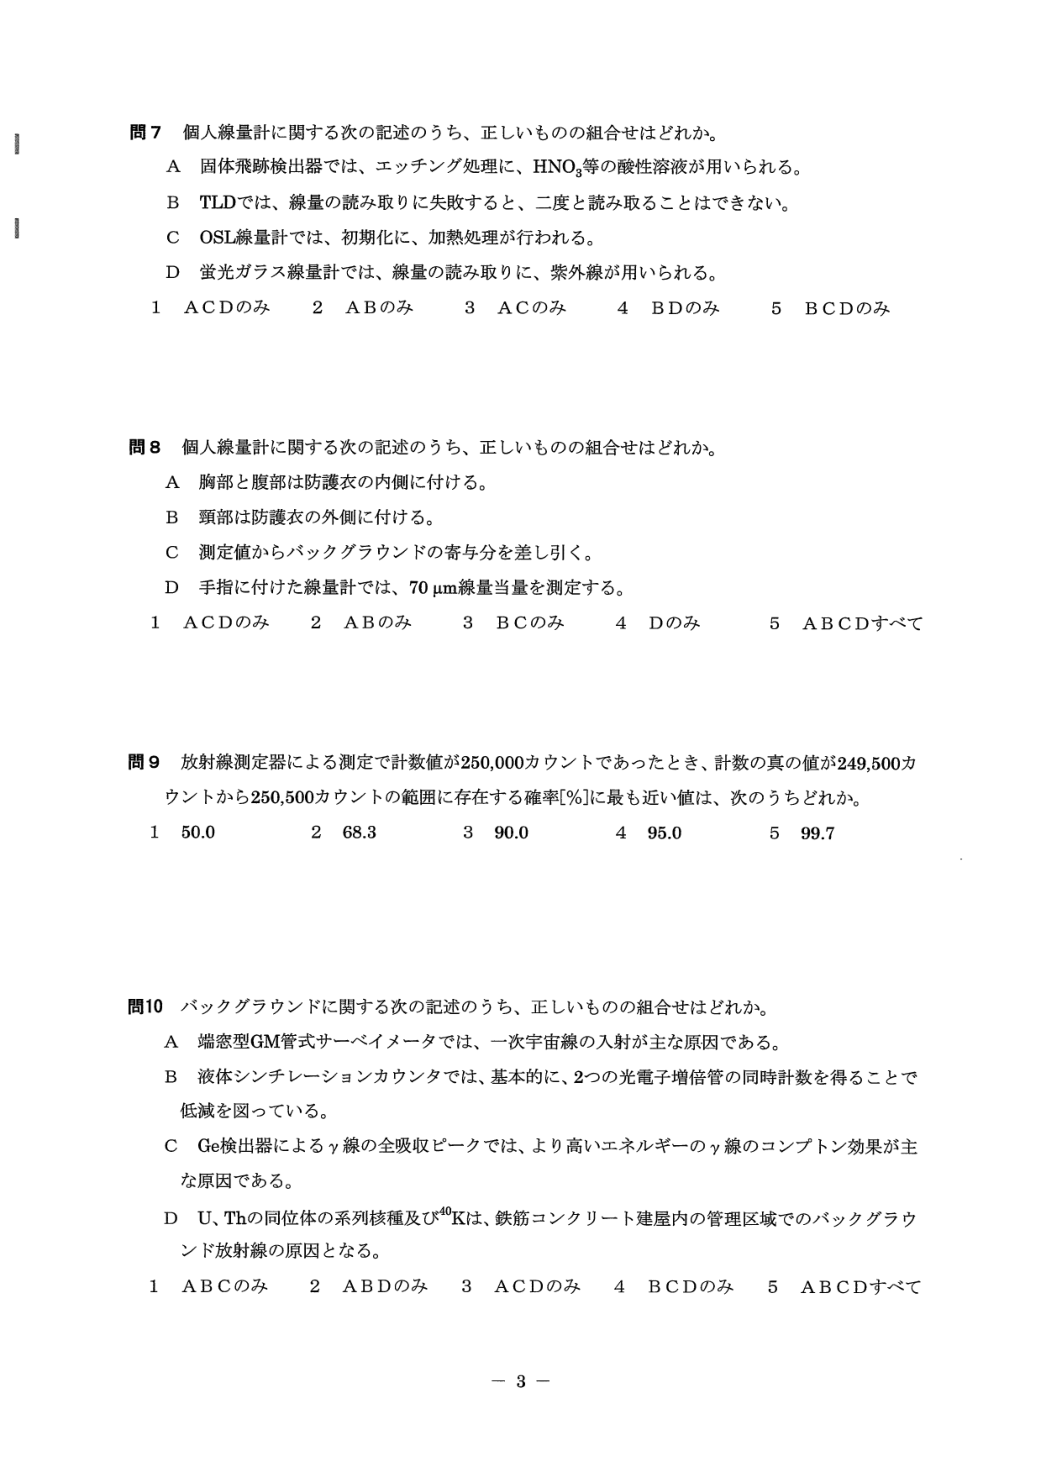 問7　個人線量計に関する次の記述のうち、正しいものの組合せはどれか。
A　固体飛跡検出器では、エッチング処理に、HNO₃等の酸性溶液が用いられる。
B　TLDでは、線量の読み取りに失敗すると、二度と読み取ることはできない。
C　OSL線量計では、初期化に、加熱処理が行われる。
D　蛍光ガラス線量計では、線量の読み取りに、紫外線が用いられる。
1　ACDのみ　2　ABのみ　3　ACのみ　4　BDのみ　5　BCDのみ
問8　個人線量計に関する次の記述のうち、正しいものの組合せはどれか。
A　胸部と腹部は防護衣の内側に付ける。
B　頸部は防護衣の外側に付ける。
C　測定値からバックグラウンドの寄与分を差し引く。
D　手指に付けた線量計では、70 μm線量当量を測定する。
1　ACDのみ　2　ABのみ　3　BCのみ　4　Dのみ　5　ABCDすべて
問9　放射線測定器による測定で計数値が250,000カウントであったとき、計数の真の値が249,500カ
ウントから250,500カウントの範囲に存在する確率[%]に最も近い値は、次のうちどれか。
1　50.0　2　68.3　3　90.0　4　95.0　5　99.7
問10　バックグラウンドに関する次の記述のうち、正しいものの組合せはどれか。
A　端窓型GM管式サーベイメータでは、一次宇宙線の入射が主な原因である。
B　液体シンチレーションカウンタでは、基本的に、2つの光電子増倍管の同時計数を得ることで
低減を図っている。
C　Ge検出器によるγ線の全吸収ピークでは、より高いエネルギーのγ線のコンプトン効果が主
な原因である。
D　U、Thの同位体の系列核種及び⁴⁰Kは、鉄筋コンクリート建屋内の管理区域でのバックグラウ
ンド放射線の原因となる。
1　ABCのみ　2　ABDのみ　3　ACDのみ　4　BCDのみ　5　ABCDすべて
― 3 ―